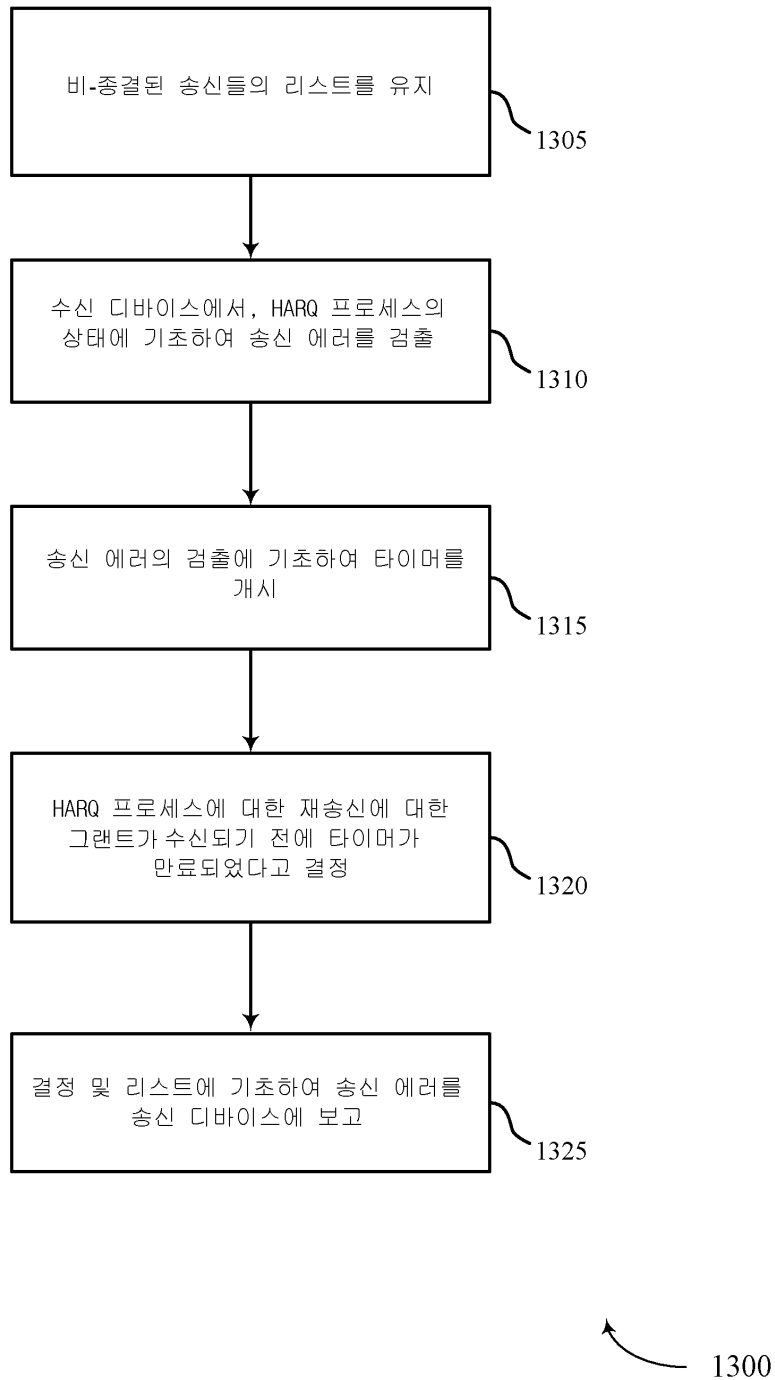 비-종결된 송신들의 리스트를 유지
1305
수신 디바이스에서, HARQ 프로세스의
상태에 기초하여 송신 에러를 검출
1310
송신 에러의 검출에 기초하여 타이머를
개시
1315
HARQ 프로세스에 대한 재송신에 대한
그랜트가 수신되기 전에 타이머가
만료되었다고 결정
1320
결정 및 리스트에 기초하여 송신 에러를
송신 디바이스에 보고
1325
1300